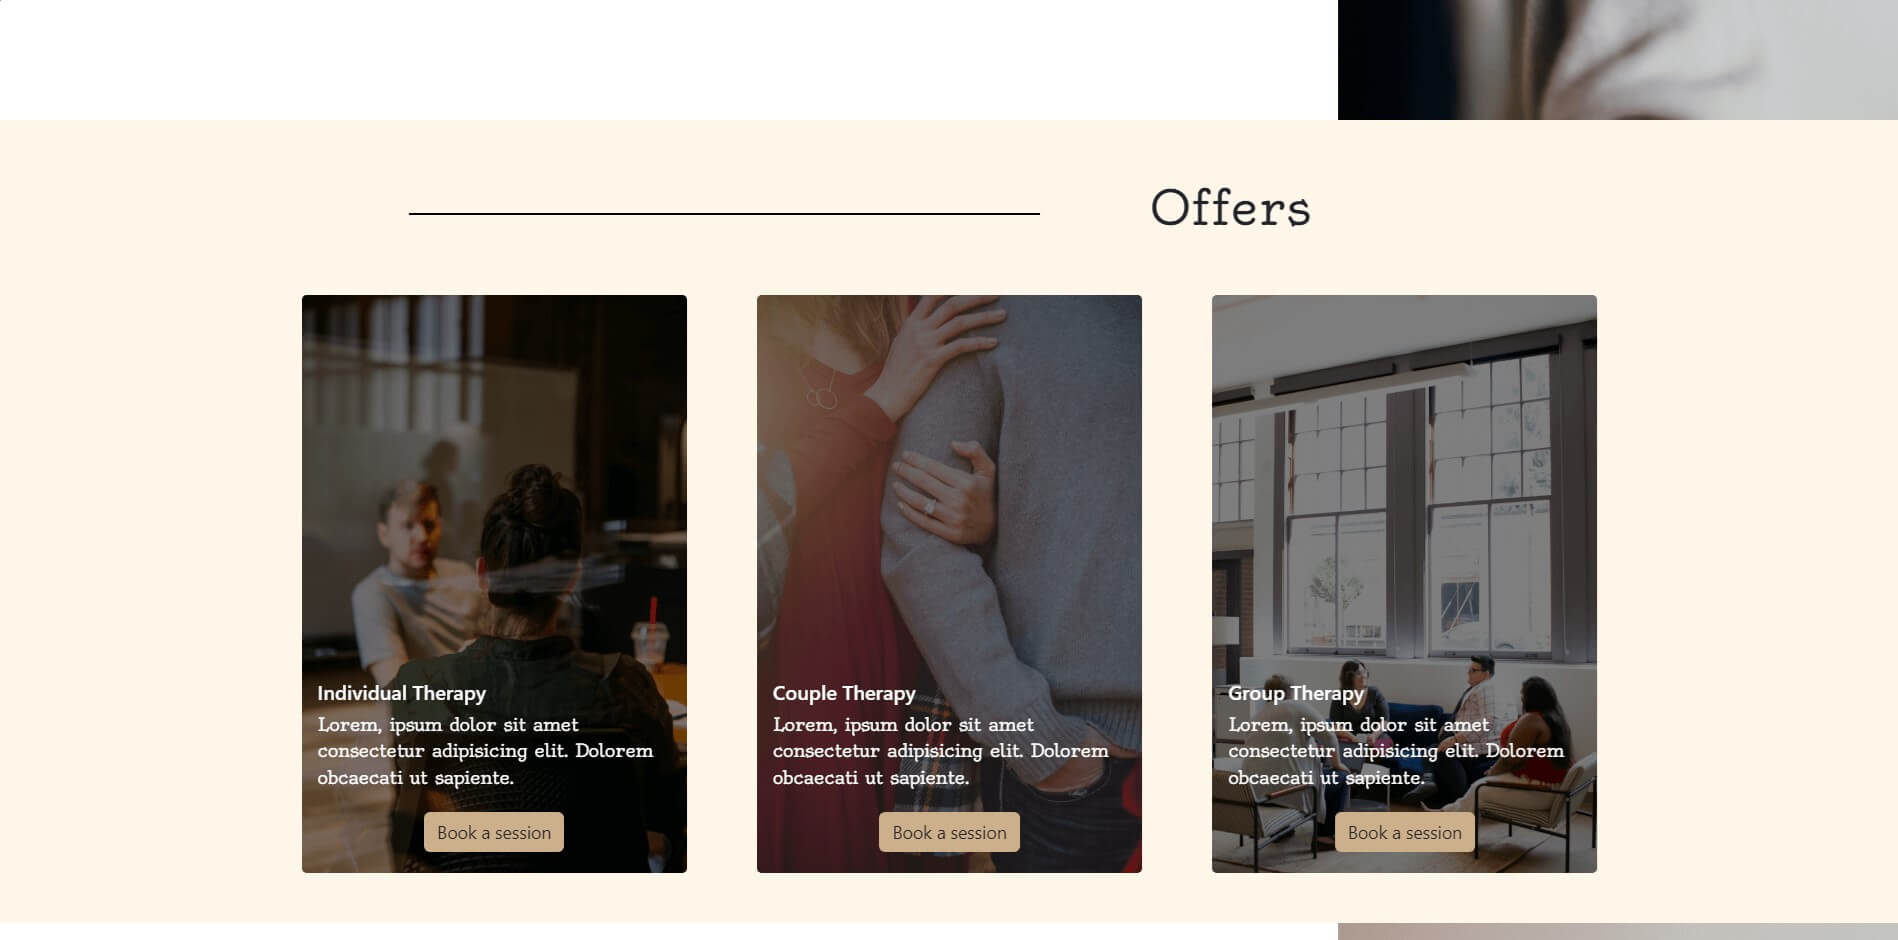 Offers
Individual Therapy
Lorem, ipsum dolor sit amet
consectetur adipisicing elit. Dolorem
obcaecati ut sapiente.
Book a session
Couple Therapy
Lorem, ipsum dolor sit amet
consectetur adipisicing elit. Dolorem
obcaecati ut sapiente.
Book a session
Group Therapy
Lorem, ipsum dolor sit amet
consectetur adipisicing elit. Dolorem
obcaecati ut sapiente.
Book a session